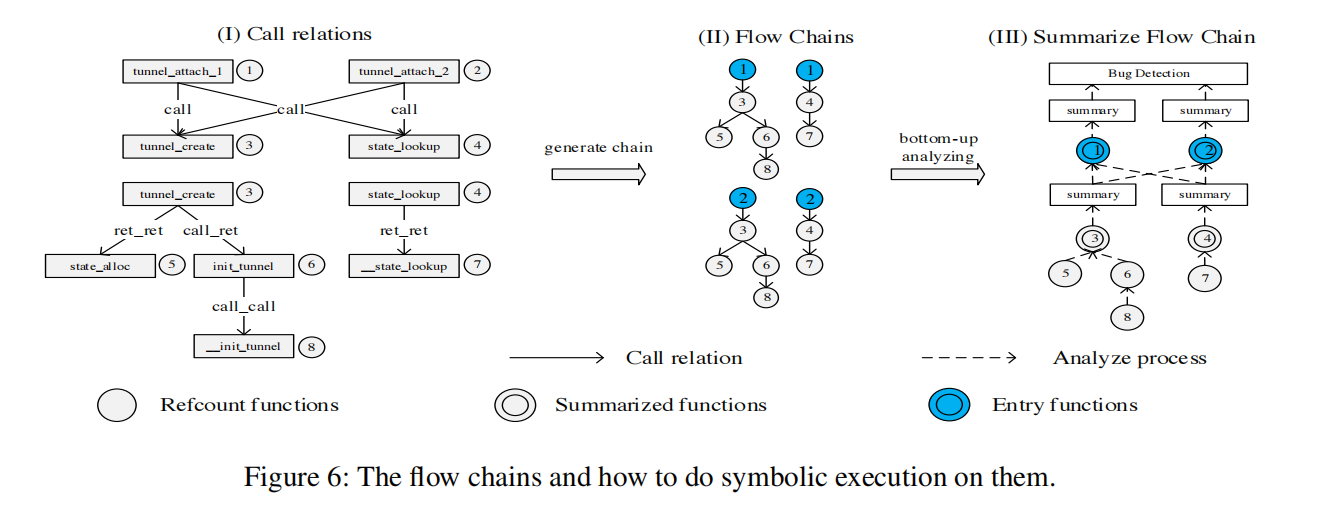 (I) Call relations
(II) Flow Chains
(III) Summarize Flow Chain
tunnel_attach_1 1
tunnel_attach_2 2
call
call
call
tunnel_create 3
state_lookup 4
tunnel_create 3
state_lookup 4
ret_ret
call_ret
ret_ret
state_alloc 5
init_tunnel 6
__state_lookup 7
call_call
__init_tunnel 8
generate chain
1
3
5 6
8
1
4
7
2
3
5 6
8
2
4
7
bottom-up
analyzing
Bug Detection
summary
summary
1
2
summary
summary
3
4
5
6
7
8
Call relation
Analyze process
Refcount functions
Summarized functions
Entry functions
Figure 6: The flow chains and how to do symbolic execution on them.